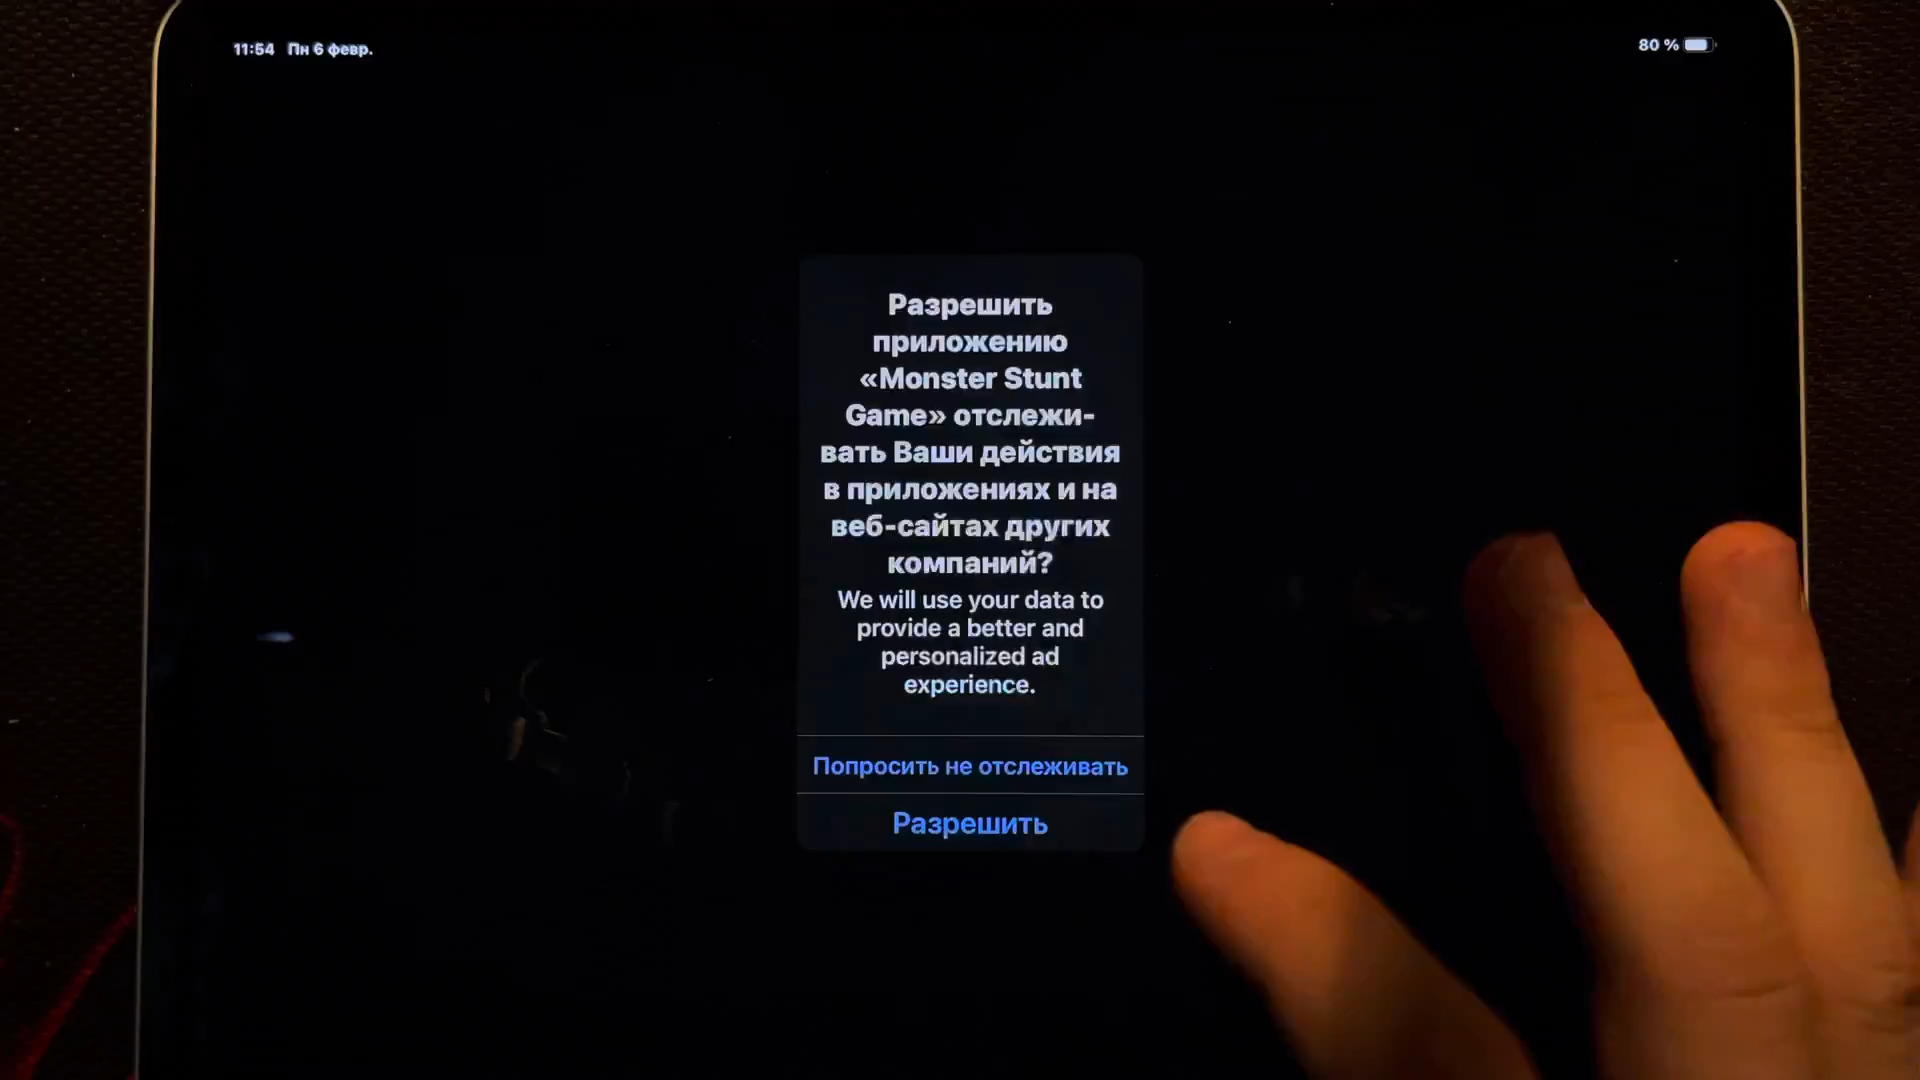 11:54 Пн 6 февр.
80 %
Разрешить
приложению
«Monster Stunt
Game» отслежи-
вать Ваши действия
в приложениях и на
веб-сайтах других
компаний?
We will use your data to
provide a better and
personalized ad
experience.
Попросить не отслеживать
Разрешить